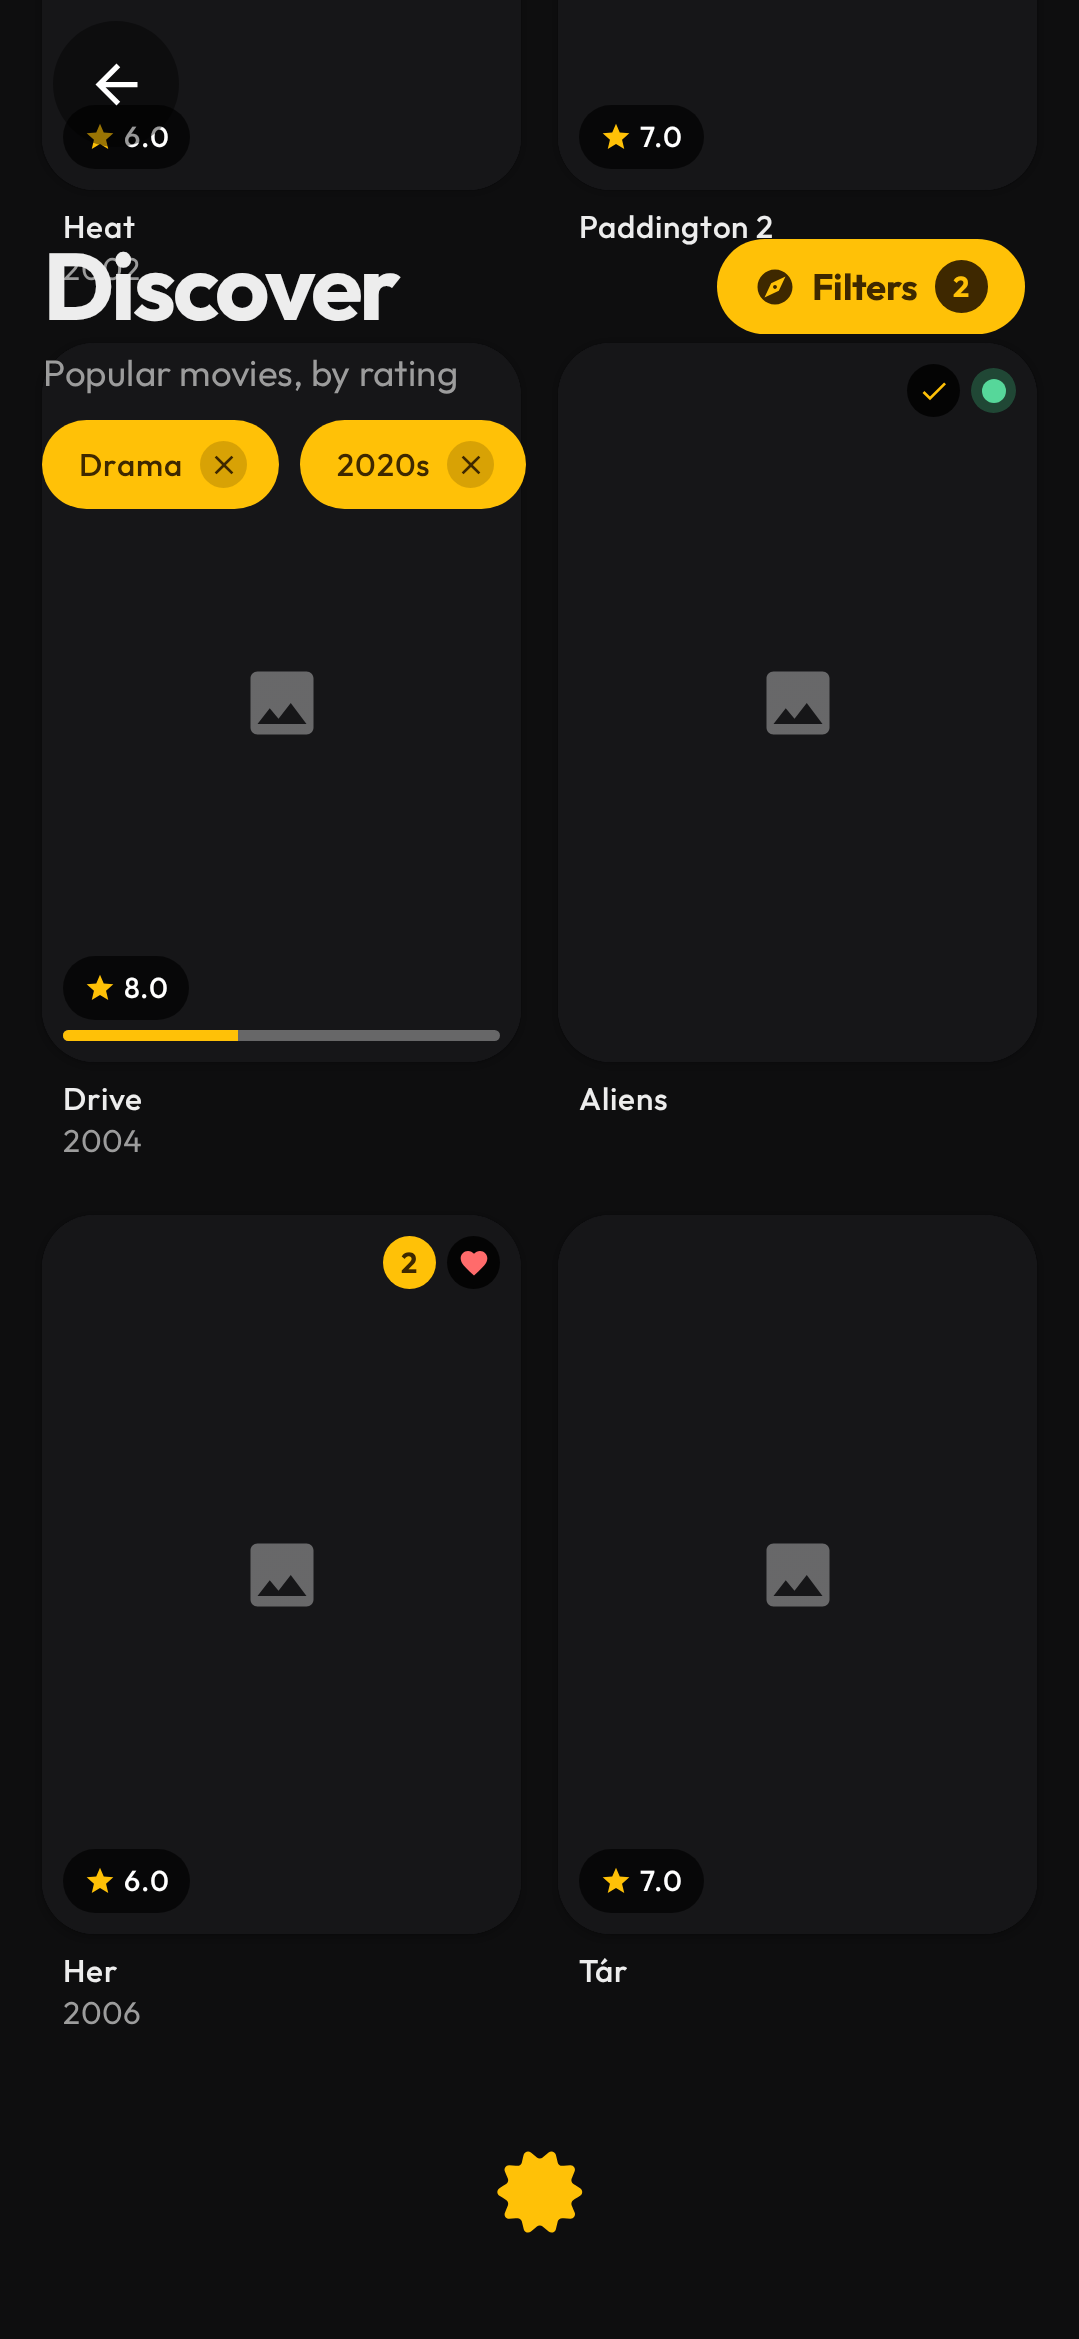 6.0
7.0
Heat
Paddington 2
2002
Discover
Filters 2
Popular movies, by rating
Drama
2020s
8.0
Drive
Aliens
2004
2
6.0
7.0
Her
Tár
2006